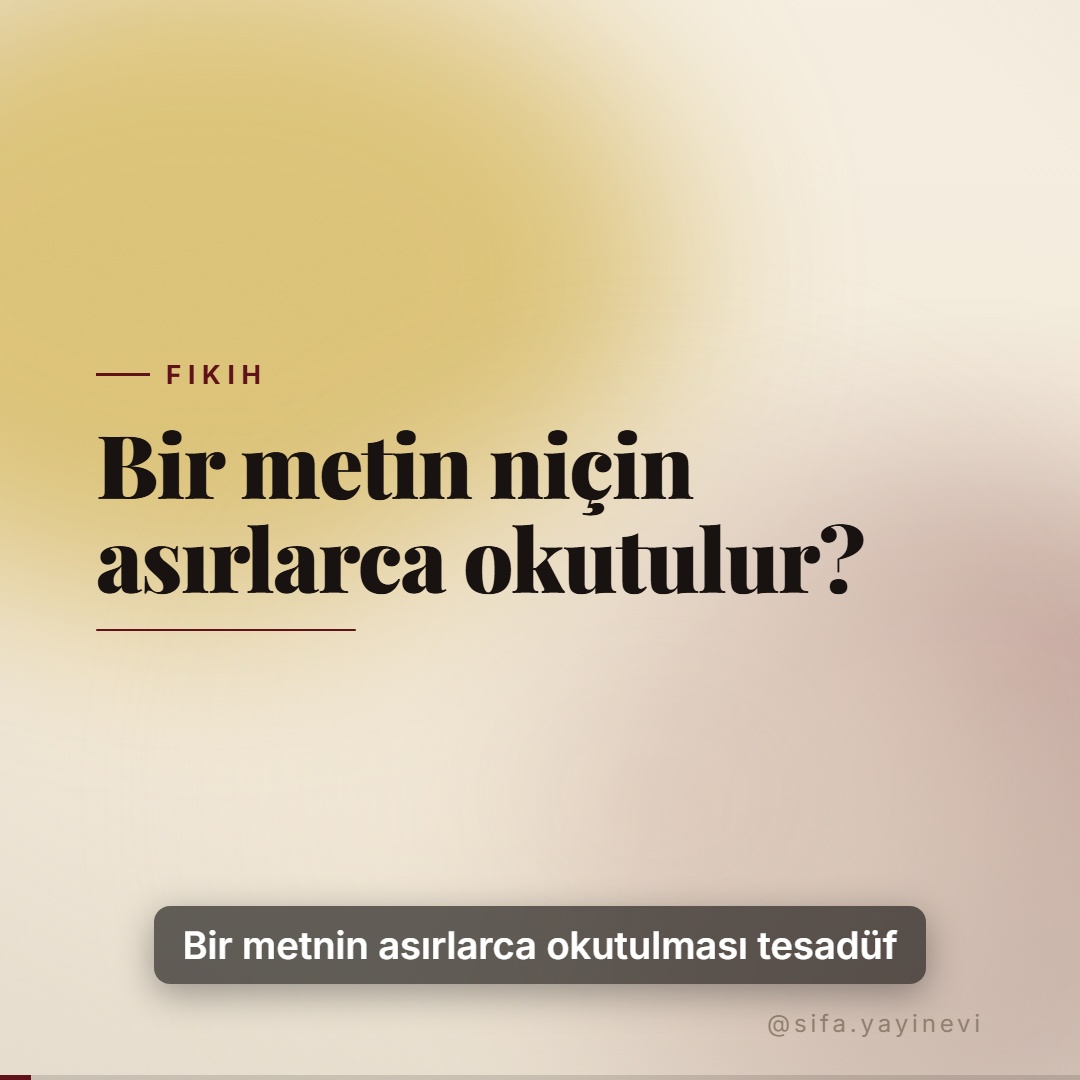 FIKIH
Bir metin niçin
asırlarca okutulur?
Bir metnin asırlarca okutulması tesadüf
@sifa.yayinevi